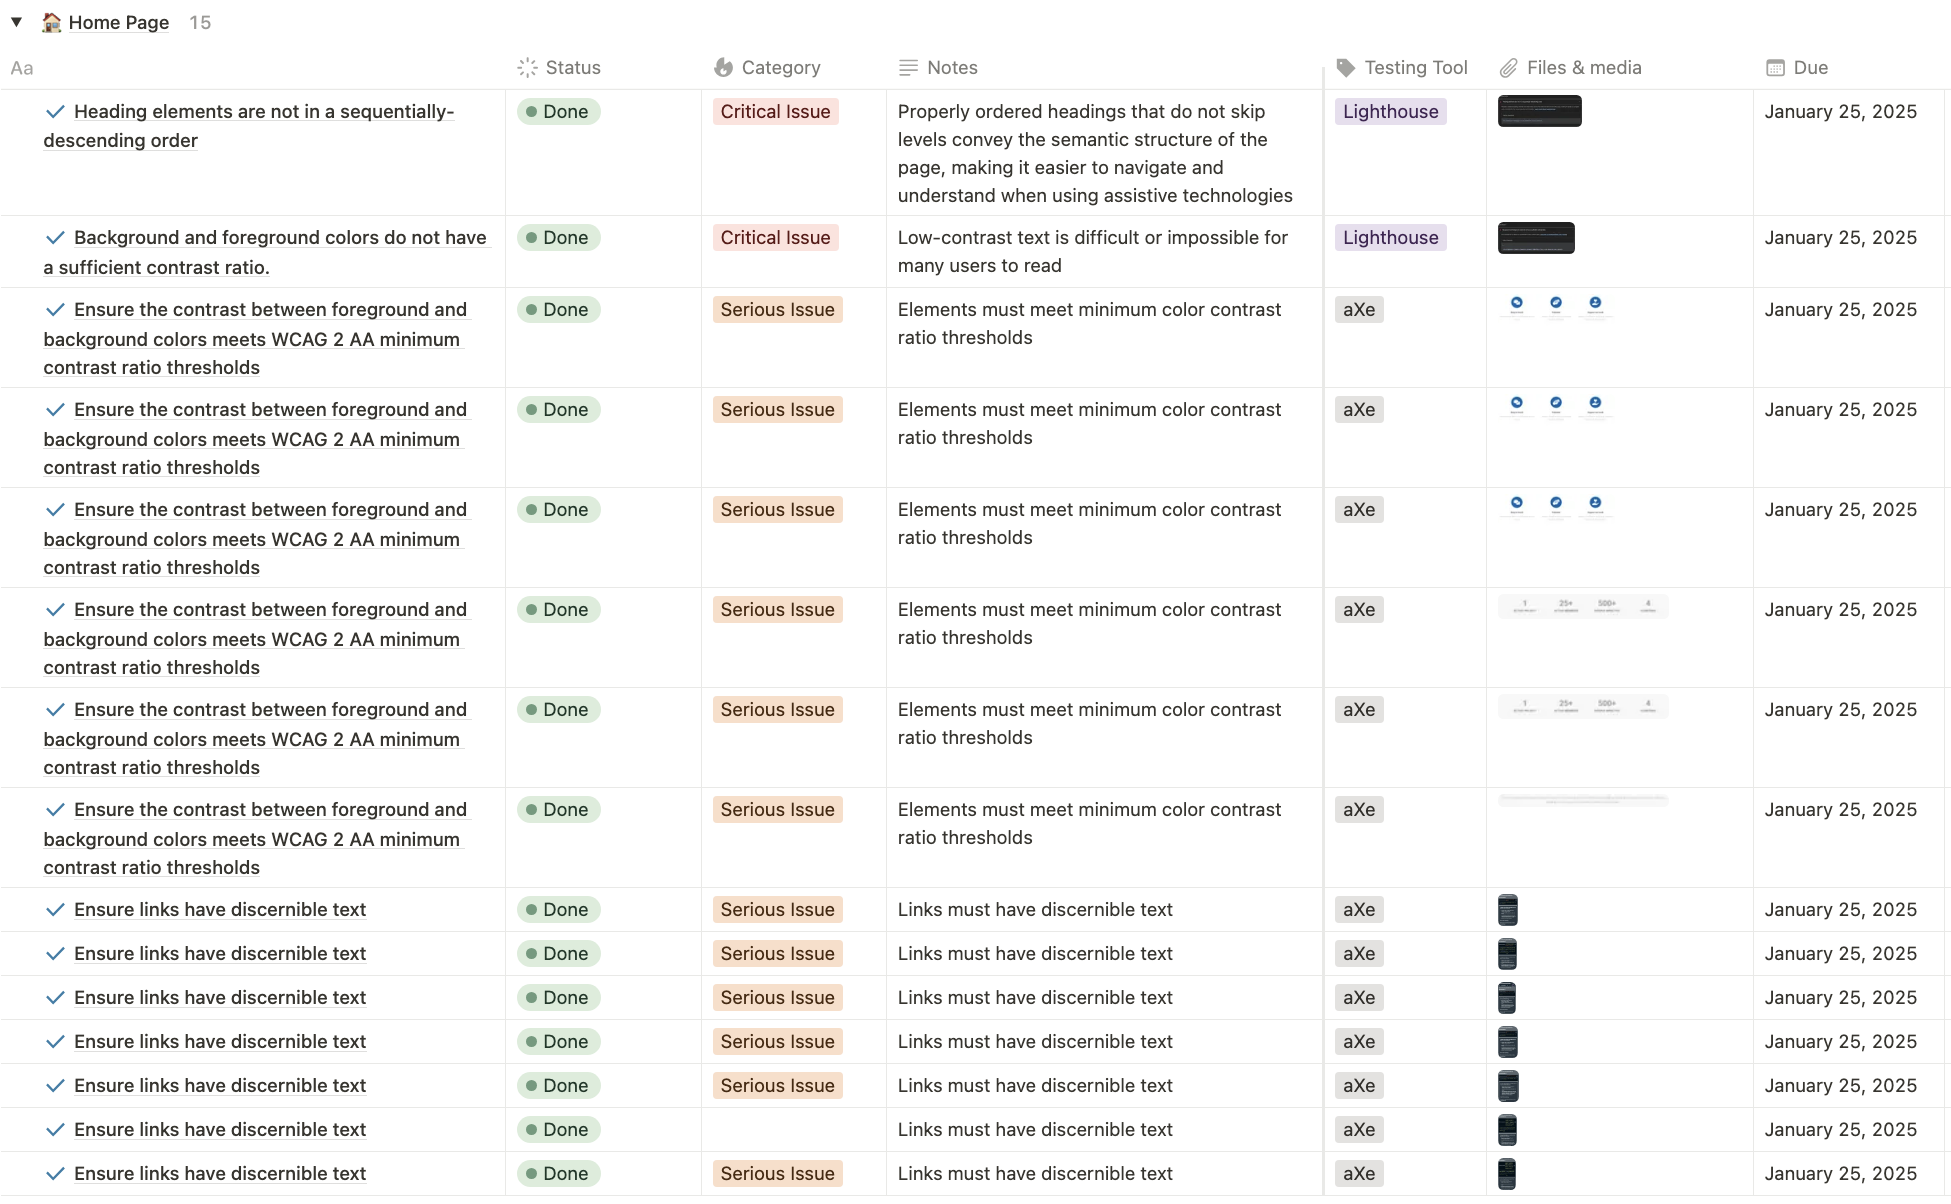 Home Page 15
Aa Status Category Notes Testing Tool Files & media Due
Heading elements are not in a sequentially- Done Critical Issue Properly ordered headings that do not skip Lighthouse January 25, 2025
descending order levels convey the semantic structure of the
page, making it easier to navigate and
understand when using assistive technologies
Background and foreground colors do not have Done Critical Issue Low-contrast text is difficult or impossible for Lighthouse January 25, 2025
a sufficient contrast ratio. many users to read
Ensure the contrast between foreground and Done Serious Issue Elements must meet minimum color contrast aXe January 25, 2025
background colors meets WCAG 2 AA minimum ratio thresholds
contrast ratio thresholds
Ensure the contrast between foreground and Done Serious Issue Elements must meet minimum color contrast aXe January 25, 2025
background colors meets WCAG 2 AA minimum ratio thresholds
contrast ratio thresholds
Ensure the contrast between foreground and Done Serious Issue Elements must meet minimum color contrast aXe January 25, 2025
background colors meets WCAG 2 AA minimum ratio thresholds
contrast ratio thresholds
Ensure the contrast between foreground and Done Serious Issue Elements must meet minimum color contrast aXe 1 25+ 500+ 4 January 25, 2025
background colors meets WCAG 2 AA minimum ratio thresholds
contrast ratio thresholds
Ensure the contrast between foreground and Done Serious Issue Elements must meet minimum color contrast aXe 1 25+ 500+ 4 January 25, 2025
background colors meets WCAG 2 AA minimum ratio thresholds
contrast ratio thresholds
Ensure the contrast between foreground and Done Serious Issue Elements must meet minimum color contrast aXe January 25, 2025
background colors meets WCAG 2 AA minimum ratio thresholds
contrast ratio thresholds
Ensure links have discernible text Done Serious Issue Links must have discernible text aXe January 25, 2025
Ensure links have discernible text Done Serious Issue Links must have discernible text aXe January 25, 2025
Ensure links have discernible text Done Serious Issue Links must have discernible text aXe January 25, 2025
Ensure links have discernible text Done Serious Issue Links must have discernible text aXe January 25, 2025
Ensure links have discernible text Done Serious Issue Links must have discernible text aXe January 25, 2025
Ensure links have discernible text Done Links must have discernible text aXe January 25, 2025
Ensure links have discernible text Done Serious Issue Links must have discernible text aXe January 25, 2025